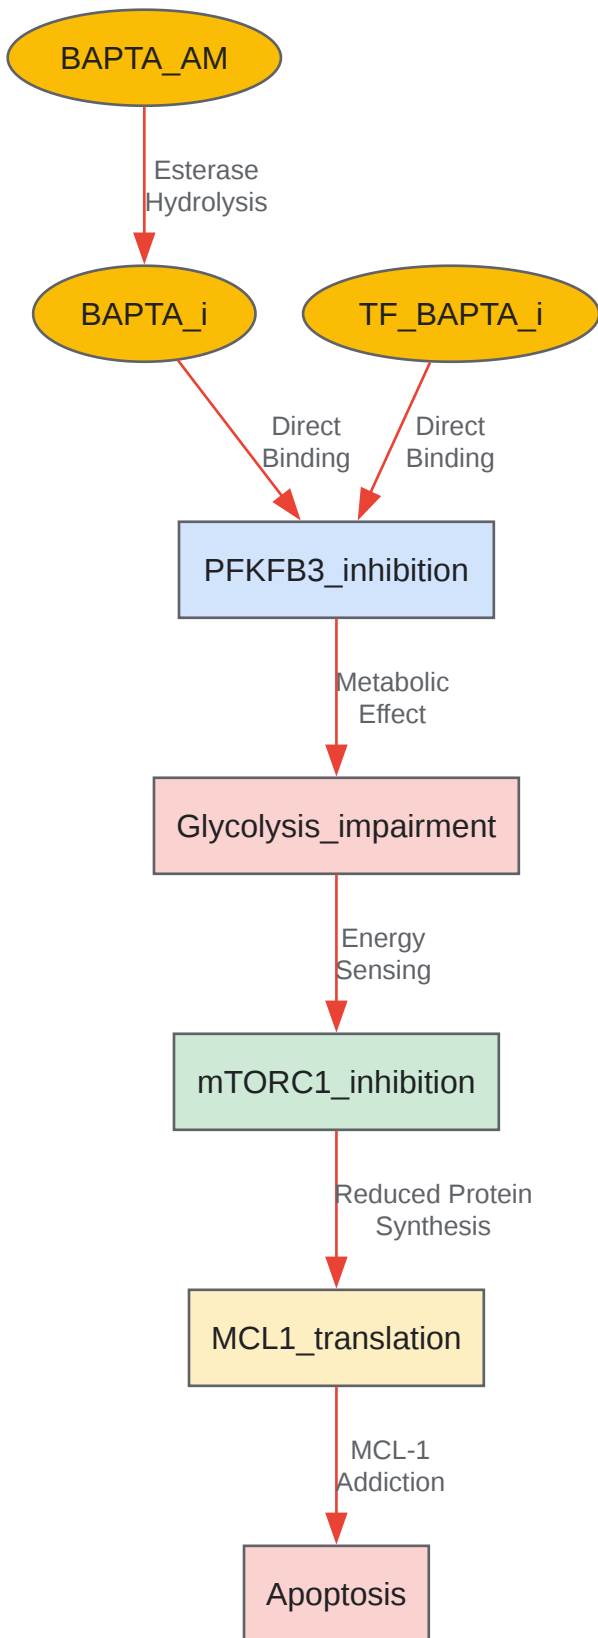 BAPTA_AM
Esterase
Hydrolysis
BAPTA_i
TF_BAPTA_i
Direct
Binding
Direct
Binding
PFKFB3_inhibition
Metabolic
Effect
Glycolysis_impairment
Energy
Sensing
mTORC1_inhibition
Reduced Protein
Synthesis
MCL1_translation
MCL-1
Addiction
Apoptosis